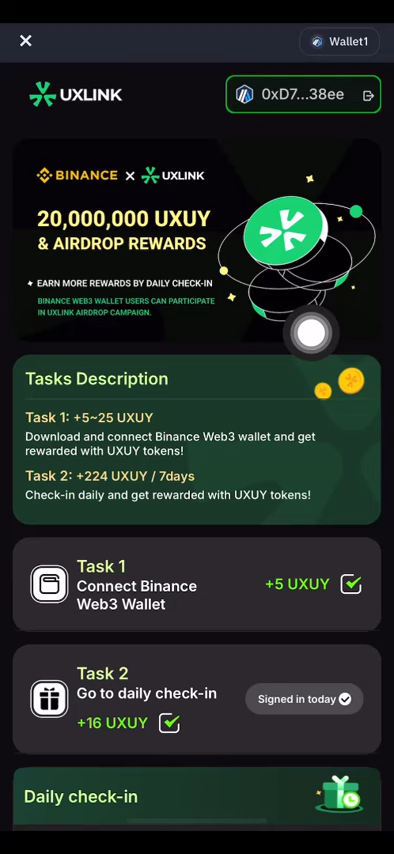 Wallet1
UXLINK
0xD7...38ee
BINANCE X UXLINK
20,000,000 UXUY
& AIRDROP REWARDS
EARN MORE REWARDS BY DAILY CHECK-IN
BINANCE WEB3 WALLET USERS CAN PARTICIPATE
IN UXLINK AIRDROP CAMPAIGN.
Tasks Description
Task 1: +5~25 UXUY
Download and connect Binance Web3 wallet and get
rewarded with UXUY tokens!
Task 2: +224 UXUY / 7days
Check-in daily and get rewarded with UXUY tokens!
Task 1
Connect Binance
Web3 Wallet
+5 UXUY
Task 2
Go to daily check-in
+16 UXUY
Signed in today
Daily check-in